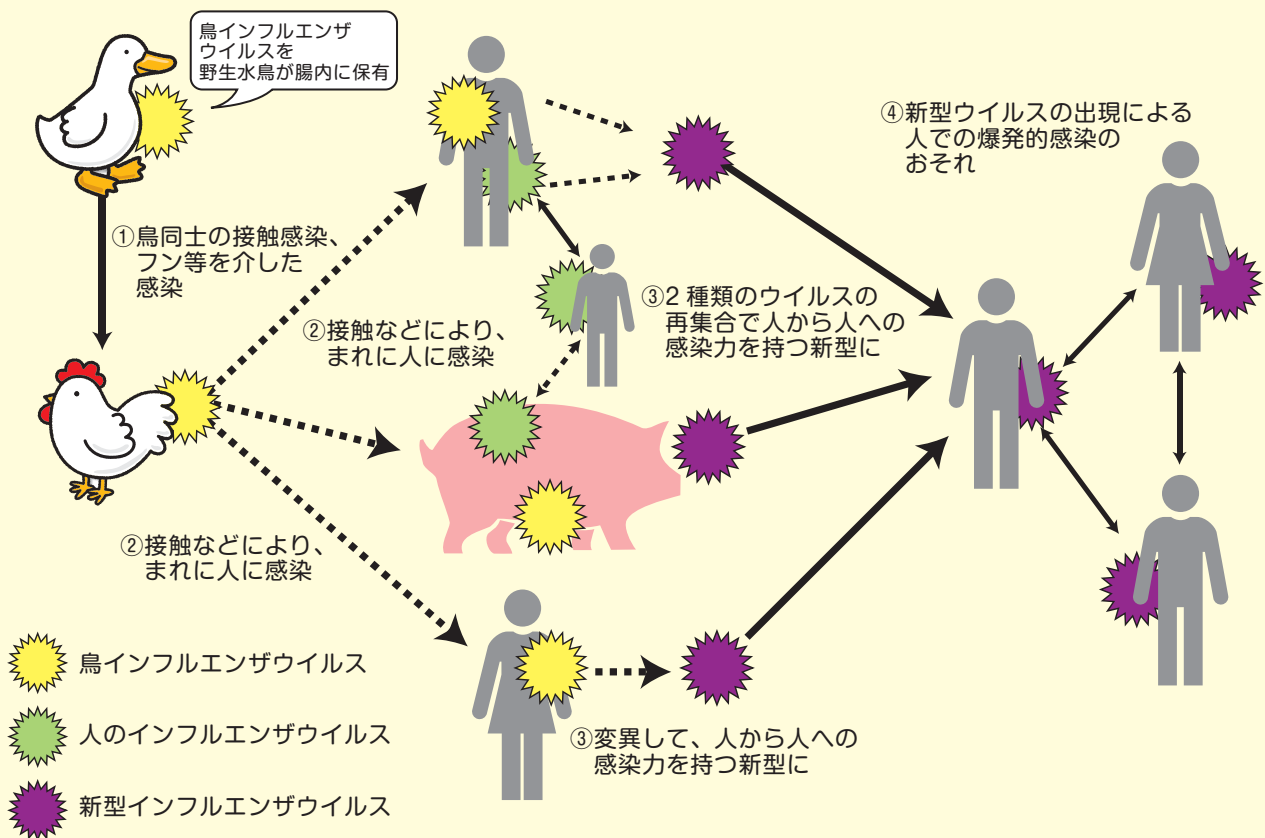 鳥インフルエンザ
ウイルスを
野生水鳥が腸内に保有
①鳥同士の接触感染、
フン等を介した
感染
②接触などにより、
まれに人に感染
③2種類のウイルスの
再集合で人から人への
感染力を持つ新型に
④新型ウイルスの出現による
人での爆発的感染の
おそれ
②接触などにより、
まれに人に感染
③変異して、人から人への
感染力を持つ新型に
鳥インフルエンザウイルス
人のインフルエンザウイルス
新型インフルエンザウイルス